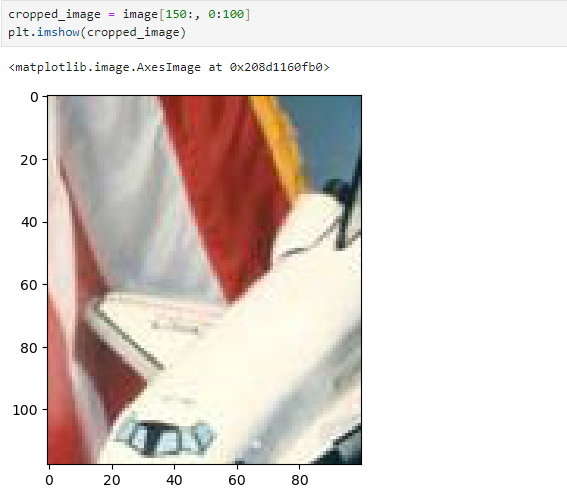 cropped_image = image[150:, 0:100]
plt.imshow(cropped_image)
<matplotlib.image.AxesImage at 0x208d1160fb0>
0
20
40
60
80
100
0 20 40 60 80